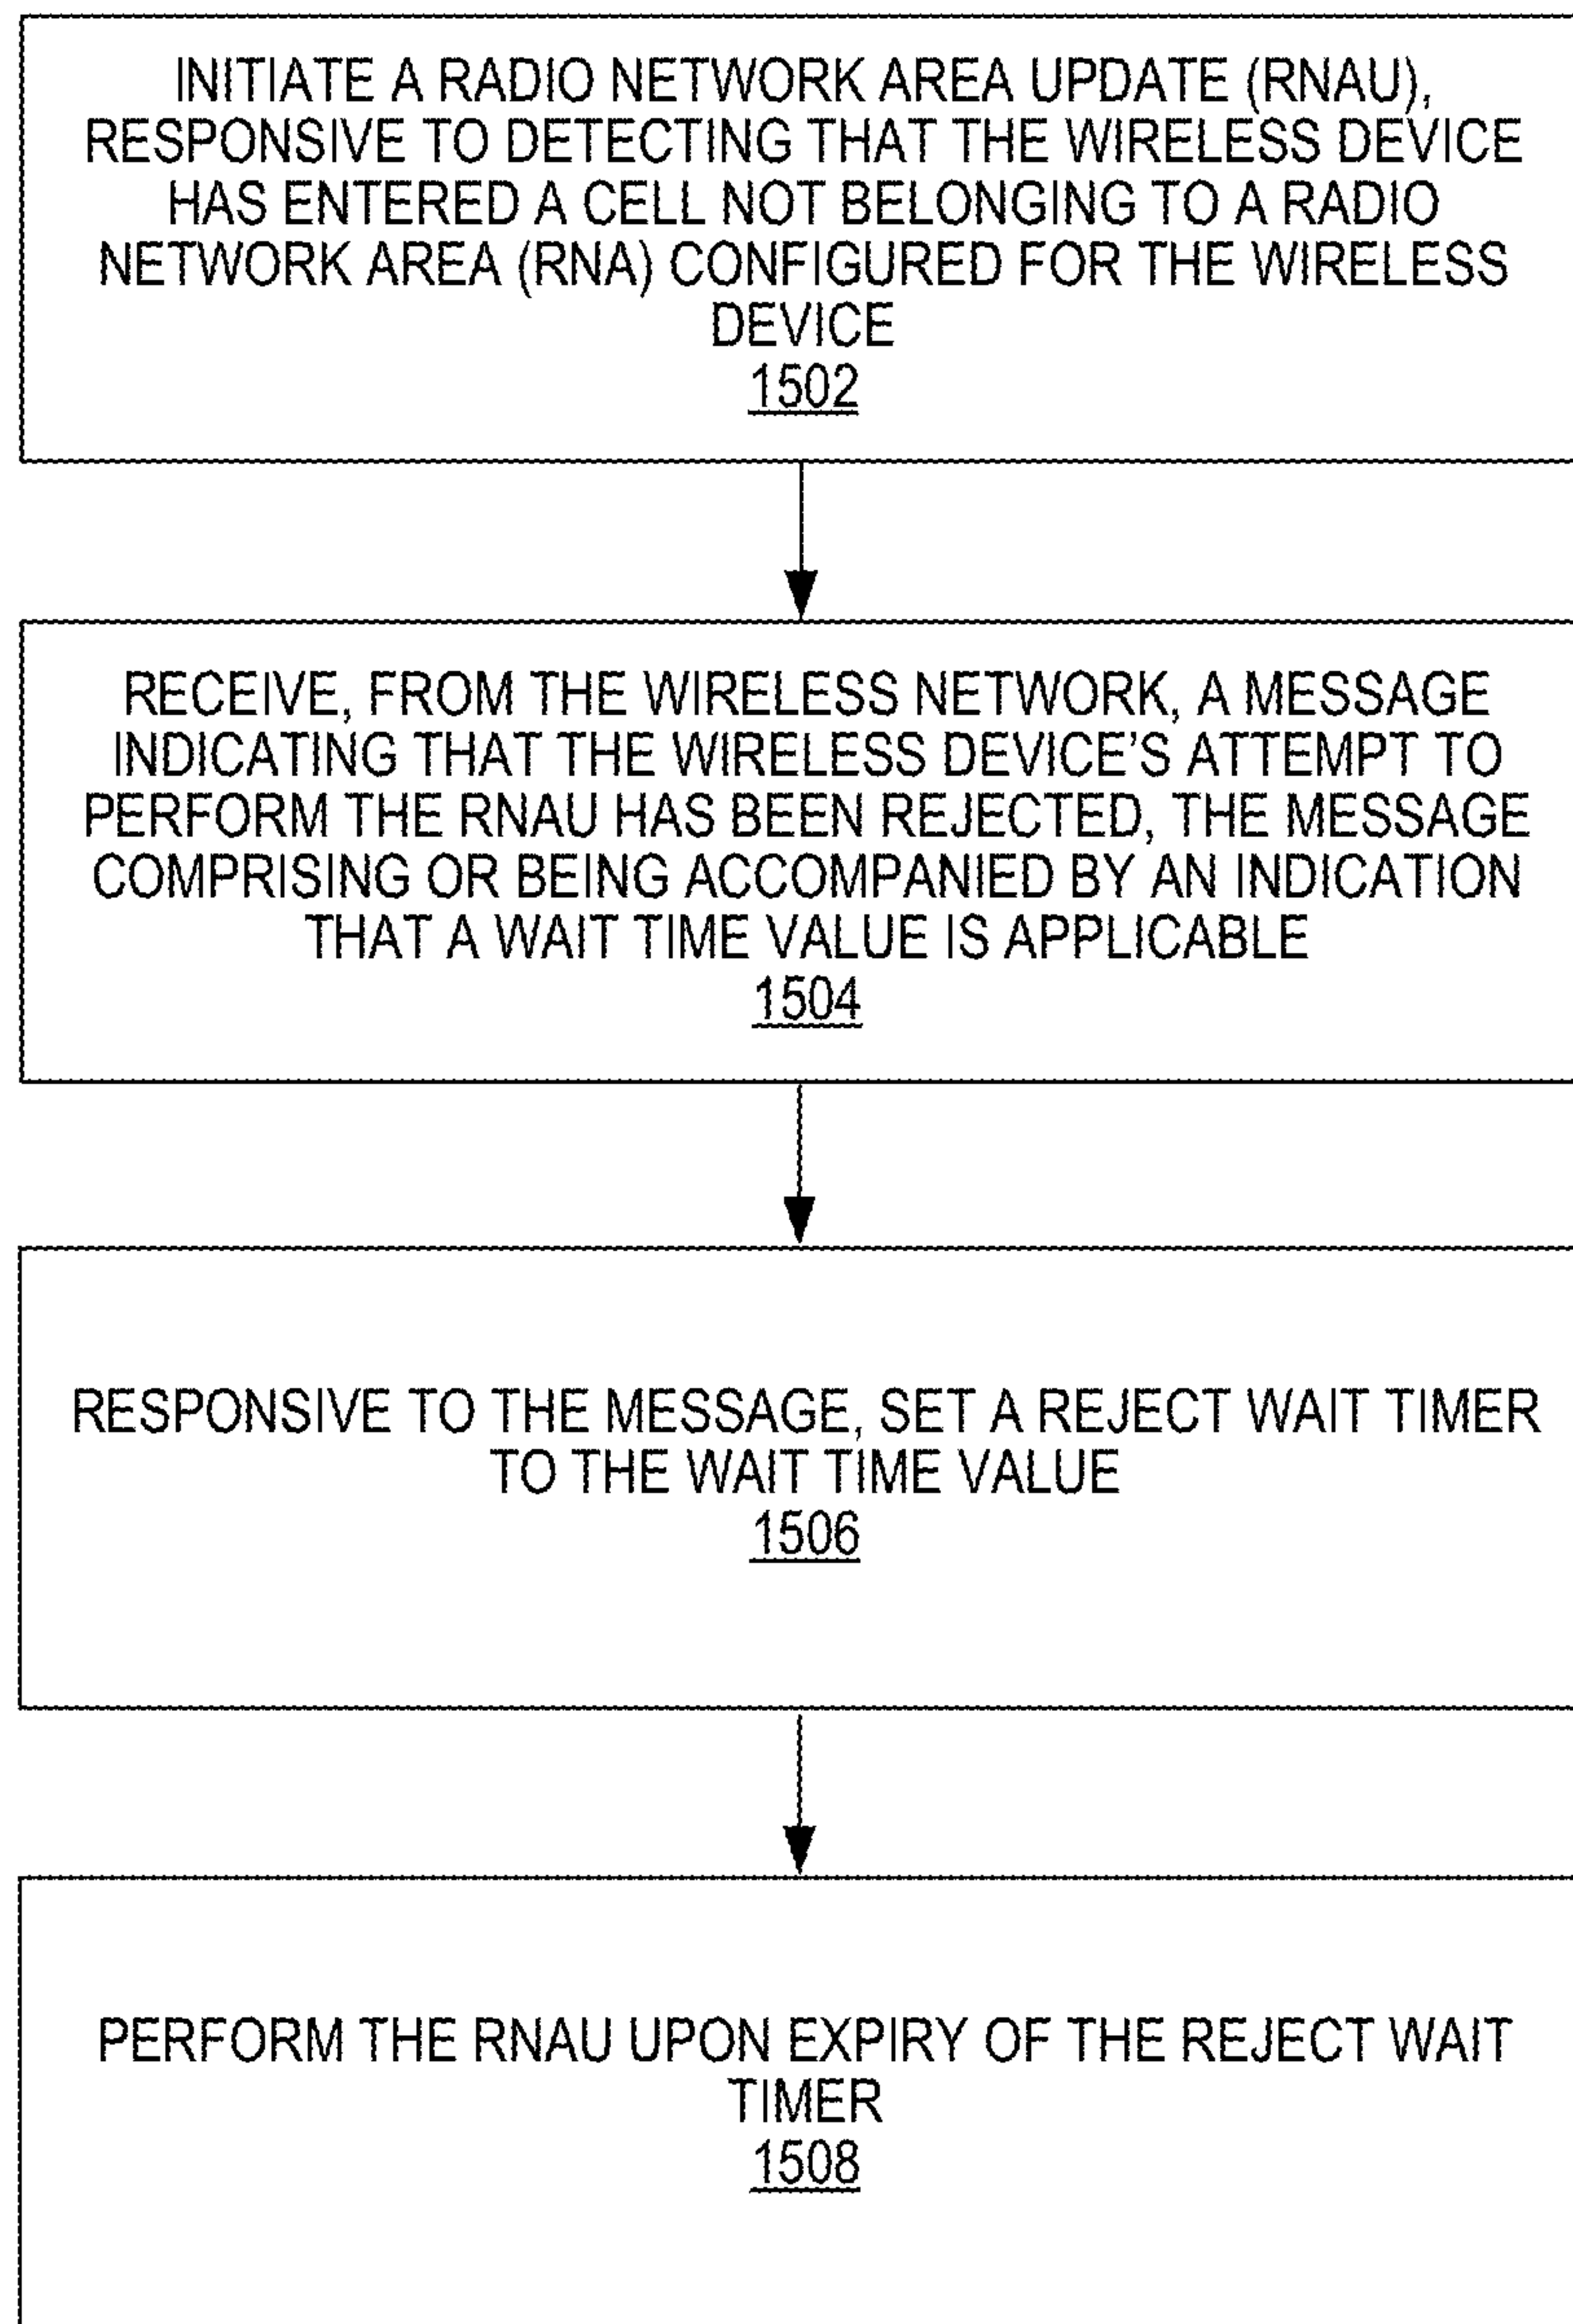 INITIATE A RADIO NETWORK AREA UPDATE (RNAU),
RESPONSIVE TO DETECTING THAT THE WIRELESS DEVICE
HAS ENTERED A CELL NOT BELONGING TO A RADIO
NETWORK AREA (RNA) CONFIGURED FOR THE WIRELESS
DEVICE
1502
RECEIVE, FROM THE WIRELESS NETWORK, A MESSAGE
INDICATING THAT THE WIRELESS DEVICE'S ATTEMPT TO
PERFORM THE RNAU HAS BEEN REJECTED, THE MESSAGE
COMPRISING OR BEING ACCOMPANIED BY AN INDICATION
THAT A WAIT TIME VALUE IS APPLICABLE
1504
RESPONSIVE TO THE MESSAGE, SET A REJECT WAIT TIMER
TO THE WAIT TIME VALUE
1506
PERFORM THE RNAU UPON EXPIRY OF THE REJECT WAIT
TIMER
1508